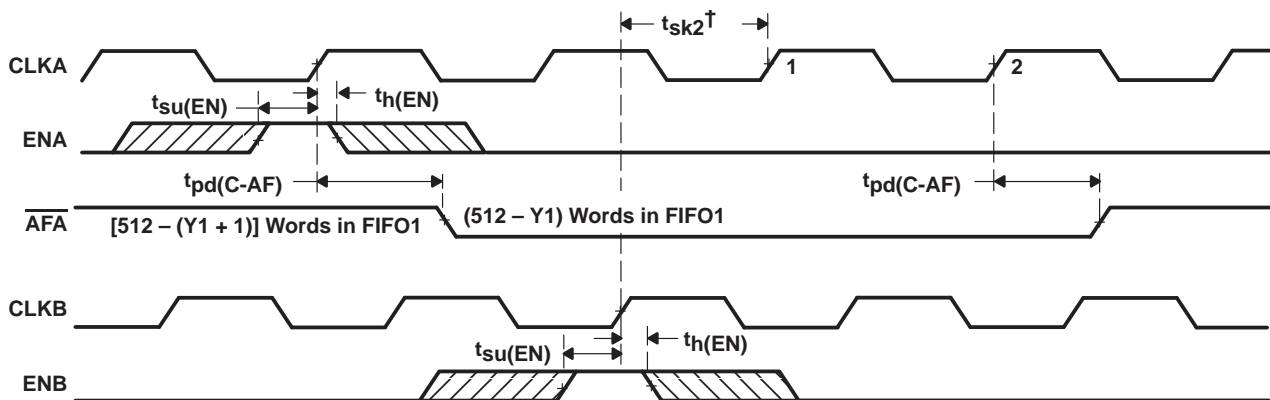 tsk2†
CLKA
1
2
tsu(EN)
th(EN)
ENA
tpd(C-AF)
tpd(C-AF)
AFA
[512 – (Y1 + 1)] Words in FIFO1
(512 – Y1) Words in FIFO1
CLKB
tsu(EN)
th(EN)
ENB